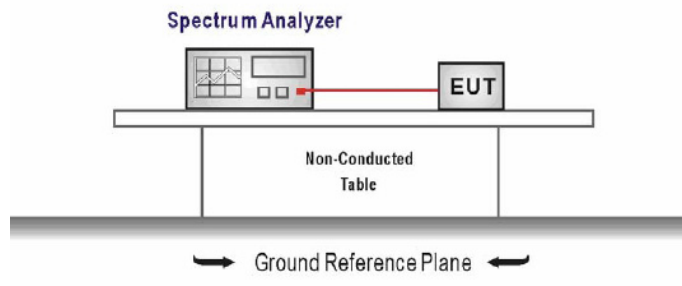 Spectrum Analyzer
EUT
Non-Conducted
Table
Ground Reference Plane